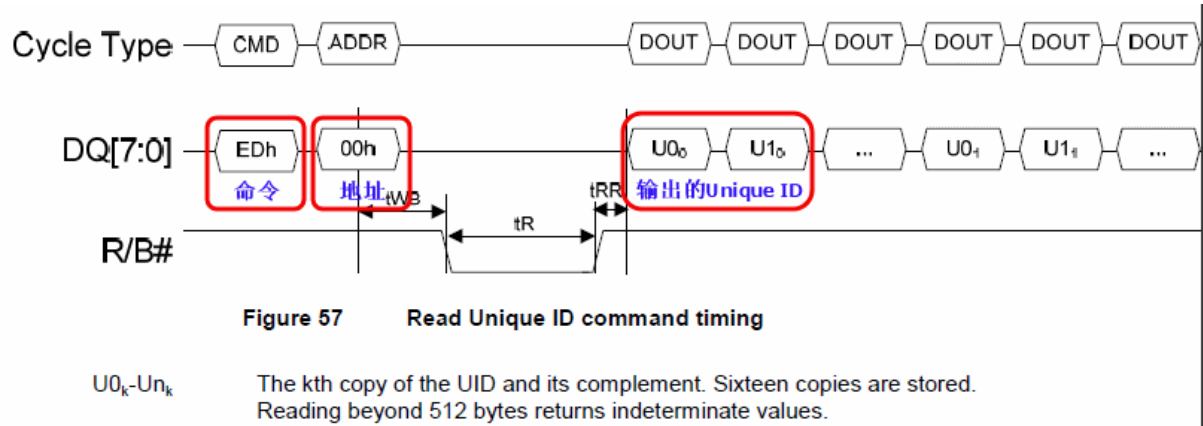 Cycle Type CMD ADDR DOUT DOUT DOUT DOUT DOUT DOUT
DQ[7:0] EDh 00h U0₀ U1₀ ... U0₁ U1₁ ...
命令 地址 输出的Unique ID
tWB tR tRR
R/B#
Figure 57 Read Unique ID command timing
U0ₖ-Unₖ The kth copy of the UID and its complement. Sixteen copies are stored.
Reading beyond 512 bytes returns indeterminate values.